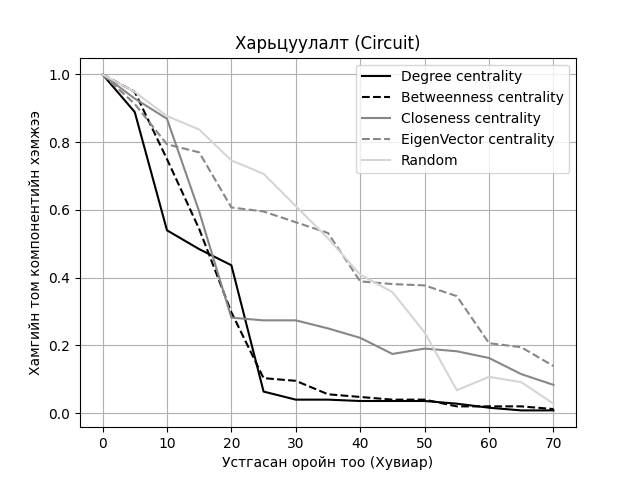 Харьцуулалт (Circuit)
Degree centrality
Betweenness centrality
Closeness centrality
EigenVector centrality
Random
Хамгийн том компонентийн хэмжээ
1.0
0.8
0.6
0.4
0.2
0.0
0 10 20 30 40 50 60 70
Устгасан оройн тоо (Хувиар)